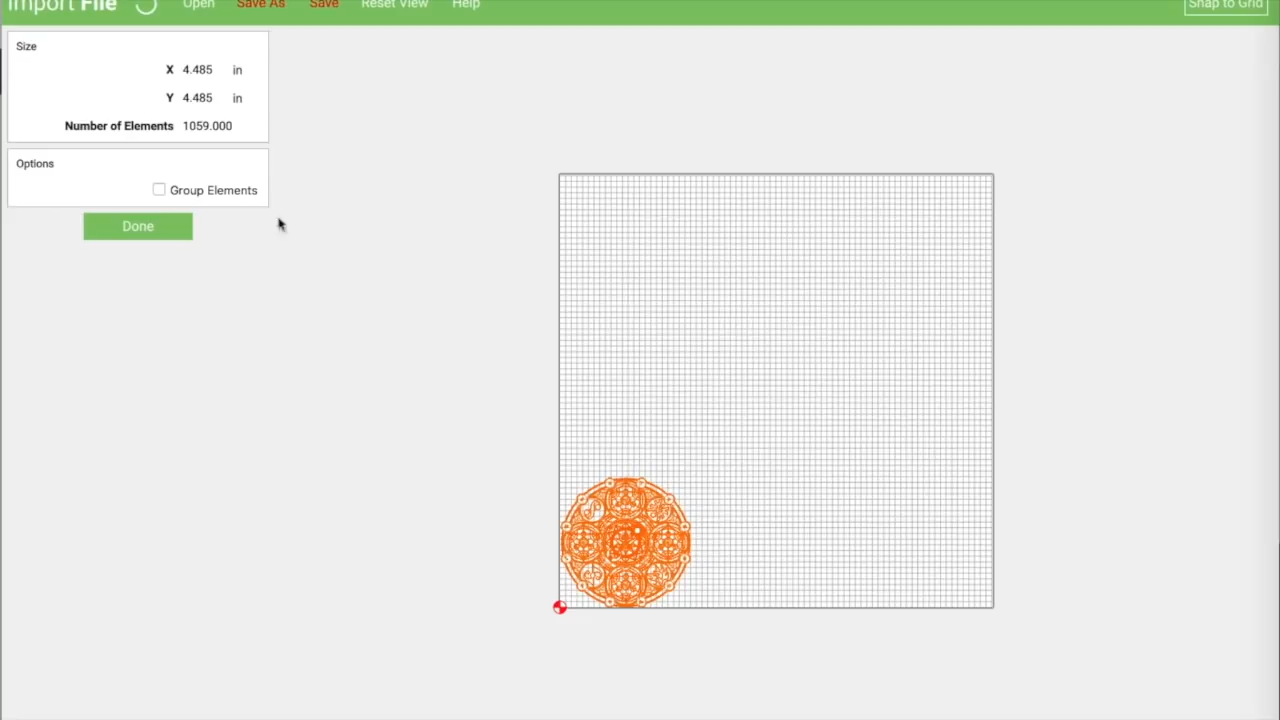 Import File Open Save As Save Reset View Help Snap to Grid
Size
X 4.485 in
Y 4.485 in
Number of Elements 1059.000
Options
Group Elements
Done